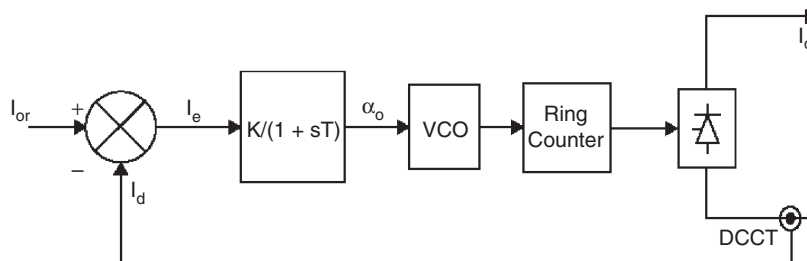 I_or
+
−
I_e
I_d
K/(1 + sT)
α_o
VCO
Ring
Counter
DCCT